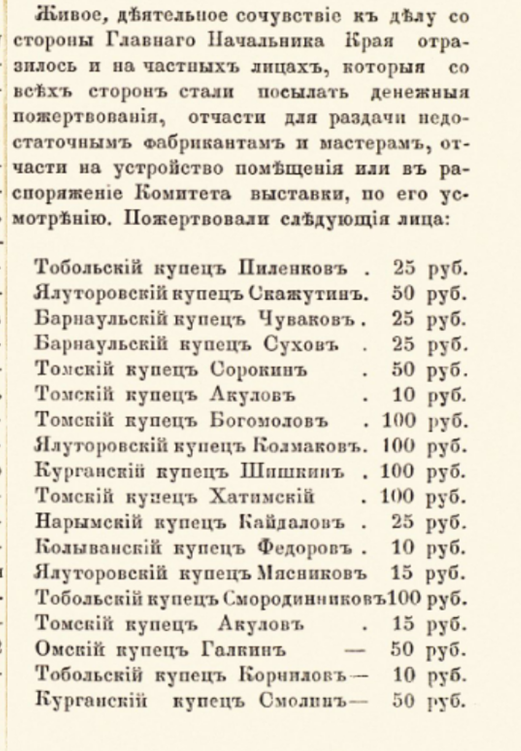 Живое, дѣятельное сочувствіе къ дѣлу со
стороны Главнаго Начальника Края отра-
зилось и на частныхъ лицахъ, которыя со
всѣхъ сторонъ стали посылать денежныя
пожертвованія, отчасти для раздачи недо-
статочнымъ фабрикантамъ и мастерамъ, от-
части на устройство помѣщенія или въ ра-
споряженіе Комитета выставки, по его ус-
мотрѣнію. Пожертвовали слѣдующія лица:
Тобольскій купецъ Пиленковъ . 25 руб.
Ялуторовскій купецъ Скажутинъ. 50 руб.
Барнаульскій купецъ Чуваковъ . 25 руб.
Барнаульскій купецъ Суховъ . 25 руб.
Томскій купецъ Сорокинъ . 50 руб.
Томскій купецъ Акуловъ . 10 руб.
Томскій купецъ Богомоловъ . 100 руб.
Ялуторовскій купецъ Колмаковъ. 100 руб.
Курганскій купецъ Шишкинъ . 100 руб.
Томскій купецъ Хатимскій . 100 руб.
Нарымскій купецъ Кайдаловъ . 25 руб.
Колыванскій купецъ Федоровъ . 10 руб.
Ялуторовскій купецъ Мясниковъ 15 руб.
Тобольскій купецъ Смородинниковъ 100 руб.
Томскій купецъ Акуловъ . 15 руб.
Омскій купецъ Галкинъ — 50 руб.
Тобольскій купецъ Корниловъ — 10 руб.
Курганскій купецъ Смолинъ — 50 руб.